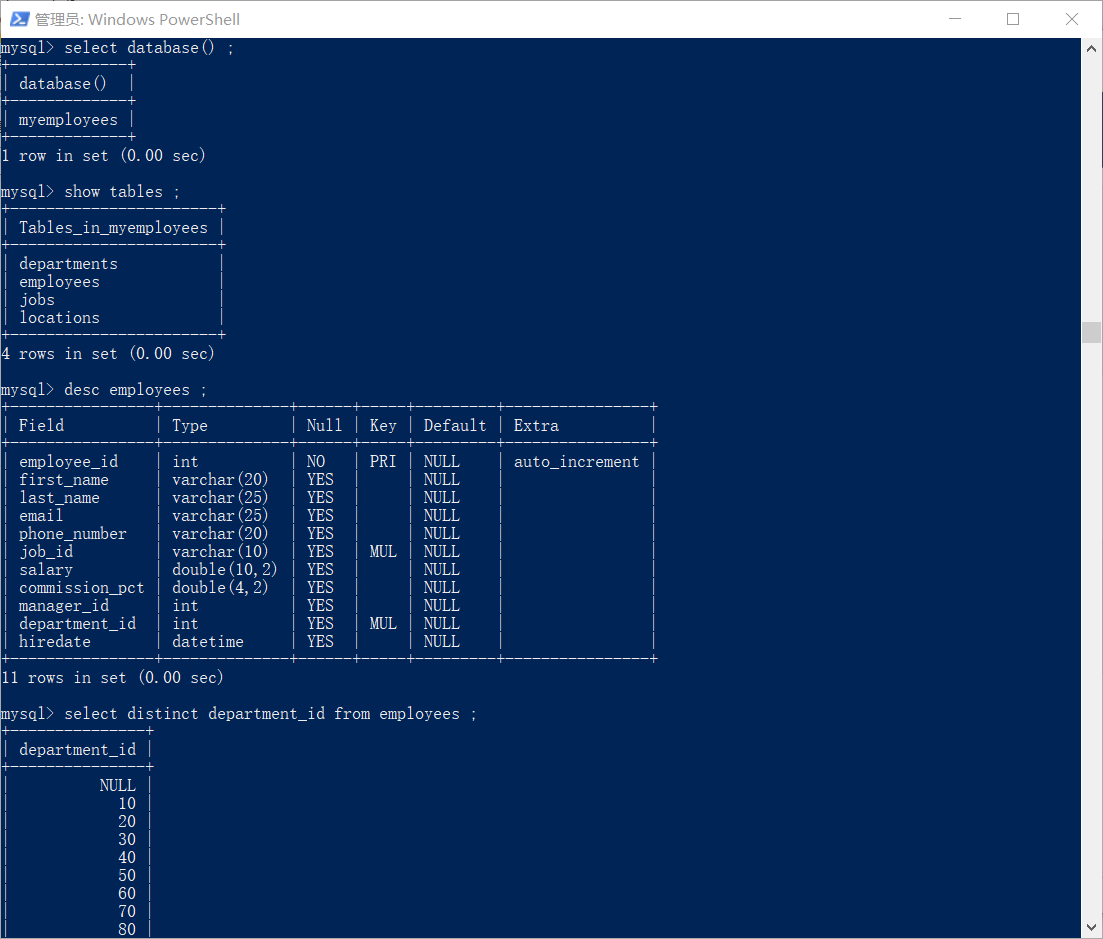 管理员: Windows PowerShell
mysql> select database() ;
+-------------+
| database()  |
+-------------+
| myemployees |
+-------------+
1 row in set (0.00 sec)
mysql> show tables ;
+-----------------------+
| Tables_in_myemployees |
+-----------------------+
| departments           |
| employees             |
| jobs                  |
| locations             |
+-----------------------+
4 rows in set (0.00 sec)
mysql> desc employees ;
+----------------+--------------+------+-----+---------+----------------+
| Field          | Type         | Null | Key | Default | Extra          |
+----------------+--------------+------+-----+---------+----------------+
| employee_id    | int          | NO   | PRI | NULL    | auto_increment |
| first_name     | varchar(20)  | YES  |     | NULL    |                |
| last_name      | varchar(25)  | YES  |     | NULL    |                |
| email          | varchar(25)  | YES  |     | NULL    |                |
| phone_number   | varchar(20)  | YES  |     | NULL    |                |
| job_id         | varchar(10)  | YES  | MUL | NULL    |                |
| salary         | double(10,2) | YES  |     | NULL    |                |
| commission_pct | double(4,2)  | YES  |     | NULL    |                |
| manager_id     | int          | YES  |     | NULL    |                |
| department_id  | int          | YES  | MUL | NULL    |                |
| hiredate       | datetime     | YES  |     | NULL    |                |
+----------------+--------------+------+-----+---------+----------------+
11 rows in set (0.00 sec)
mysql> select distinct department_id from employees ;
+---------------+
| department_id |
+---------------+
|          NULL |
|            10 |
|            20 |
|            30 |
|            40 |
|            50 |
|            60 |
|            70 |
|            80 |